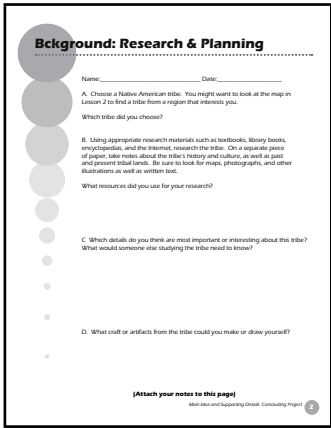 Bckground: Research & Planning
Name:______________________________ Date:____________________
A. Choose a Native American tribe. You might want to look at the map in
Lesson 2 to find a tribe from a region that interests you.
Which tribe did you choose?
B. Using appropriate research materials such as textbooks, library books,
encyclopedias, and the Internet, research the tribe. On a separate piece
of paper, take notes about the tribe's history and culture, as well as past
and present tribal lands. Be sure to look for maps, photographs, and other
illustrations as well as written text.
What resources did you use for your research?
C Which details do you think are most important or interesting about this tribe?
What would someone else studying the tribe need to know?
D. What craft or artifacts from the tribe could you make or draw yourself?
(Attach your notes to this page)
Main Idea and Supporting Details: Concluding Project 2